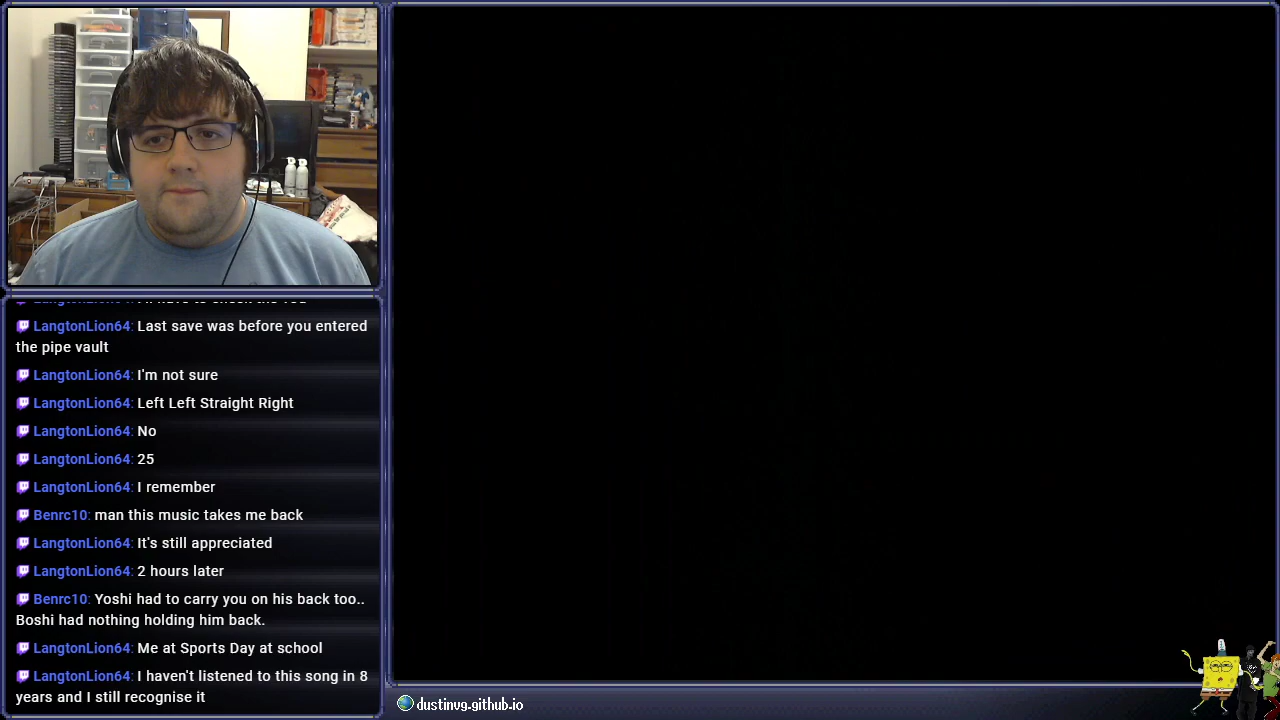 LangtonLion64: Last save was before you entered
the pipe vault
LangtonLion64: I'm not sure
LangtonLion64: Left Left Straight Right
LangtonLion64: No
LangtonLion64: 25
LangtonLion64: I remember
Benrc10: man this music takes me back
LangtonLion64: It's still appreciated
LangtonLion64: 2 hours later
Benrc10: Yoshi had to carry you on his back too..
Boshi had nothing holding him back.
LangtonLion64: Me at Sports Day at school
LangtonLion64: I haven't listened to this song in 8
years and I still recognise it
dustinvg.github.io